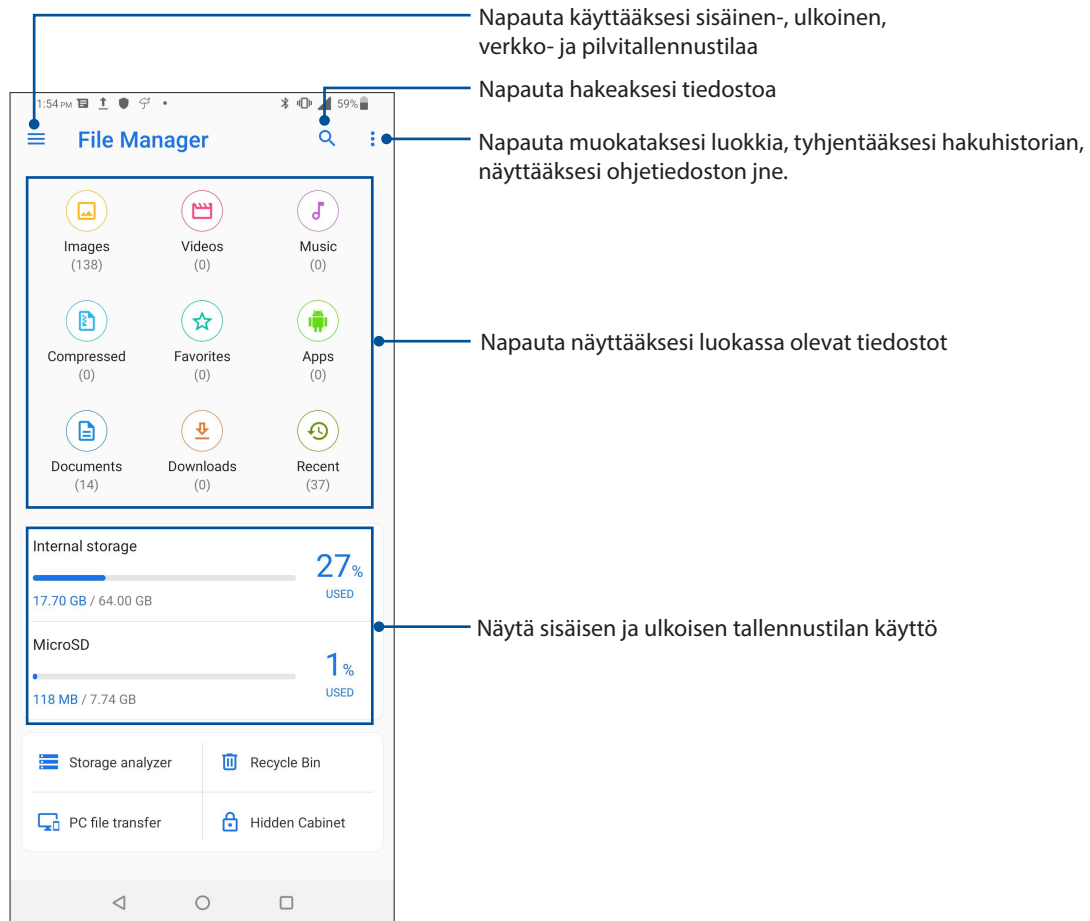 Napauta käyttääksesi sisäinen-, ulkoinen,
verkko- ja pilvitallennustilaa
Napauta hakeaksesi tiedostoa
1:54 PM
59%
File Manager
Napauta muokataksesi luokkia, tyhjentääksesi hakuhistorian,
näyttääksesi ohjetiedoston jne.
Images
(138)
Videos
(0)
Music
(0)
Compressed
(0)
Favorites
(0)
Apps
(0)
Napauta näyttääksesi luokassa olevat tiedostot
Documents
(14)
Downloads
(0)
Recent
(37)
Internal storage
27%
USED
17.70 GB / 64.00 GB
Näytä sisäisen ja ulkoisen tallennustilan käyttö
MicroSD
1%
USED
118 MB / 7.74 GB
Storage analyzer
Recycle Bin
PC file transfer
Hidden Cabinet